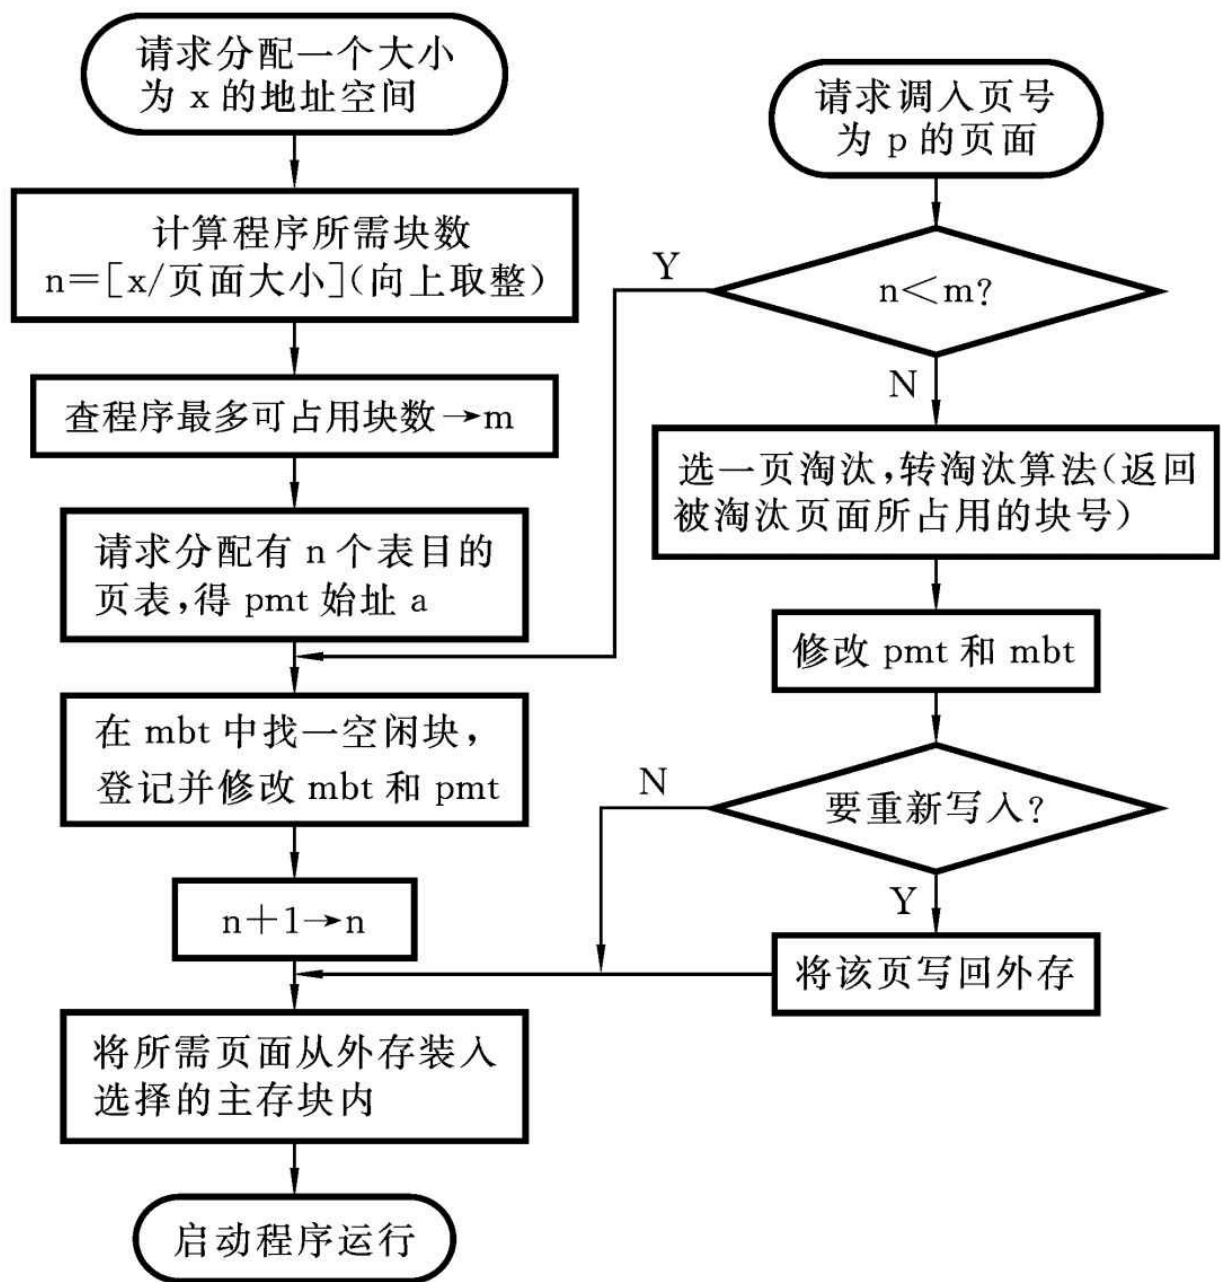 请求分配一个大小
为 x 的地址空间
计算程序所需块数
n=[x/页面大小](向上取整)
查程序最多可占用块数→m
请求分配有 n 个表目的
页表,得 pmt 始址 a
在 mbt 中找一空闲块,
登记并修改 mbt 和 pmt
n+1→n
将所需页面从外存装入
选择的主存块内
启动程序运行
请求调入页号
为 p 的页面
Y
n<m?
N
选一页淘汰,转淘汰算法(返回
被淘汰页面所占用的块号)
修改 pmt 和 mbt
N
要重新写入?
Y
将该页写回外存